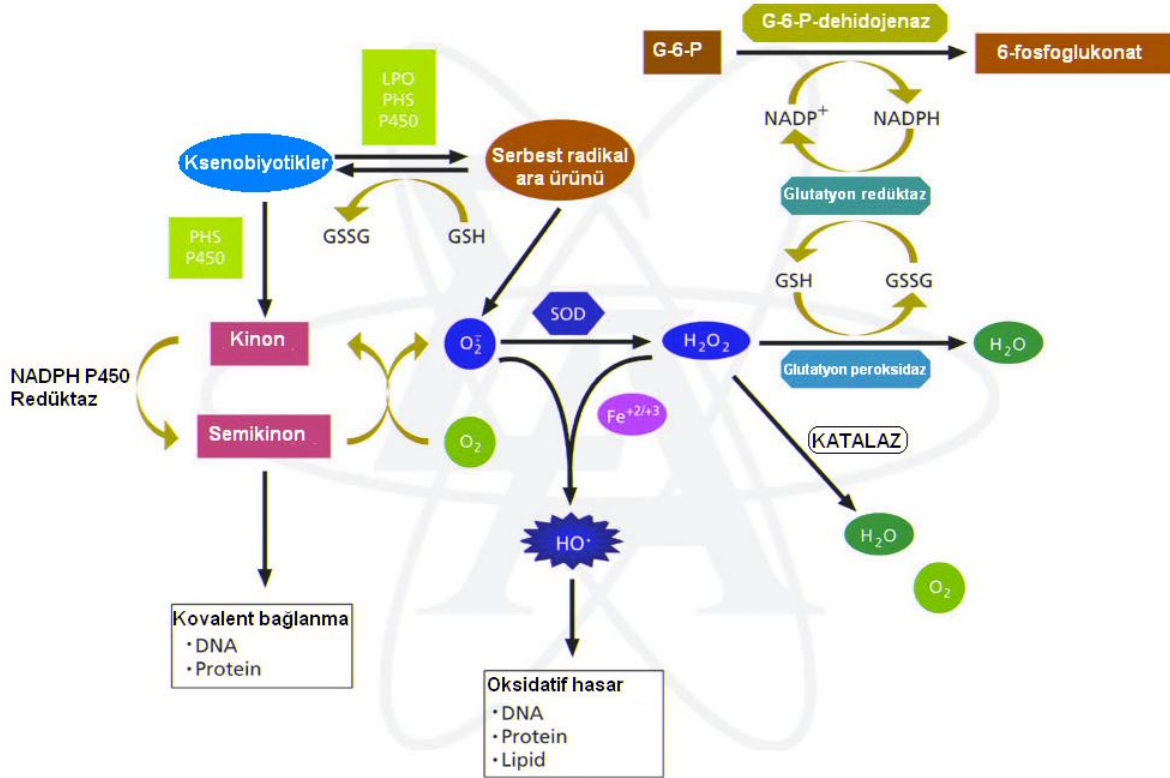 G-6-P-dehidojenaz
G-6-P
6-fosfoglukonat
NADP+
NADPH
LPO
PHS
P450
Ksenobiyotikler
Serbest radikal
ara ürünü
Glutatyon redüktaz
GSSG
GSH
PHS
P450
GSH
GSSG
SOD
Kinon
O2∸
H2O2
H2O
Glutatyon peroksidaz
NADPH P450
Redüktaz
Fe+2/+3
Semikinon
O2
KATALAZ
HO·
H2O
O2
Kovalent bağlanma
· DNA
· Protein
Oksidatif hasar
· DNA
· Protein
· Lipid